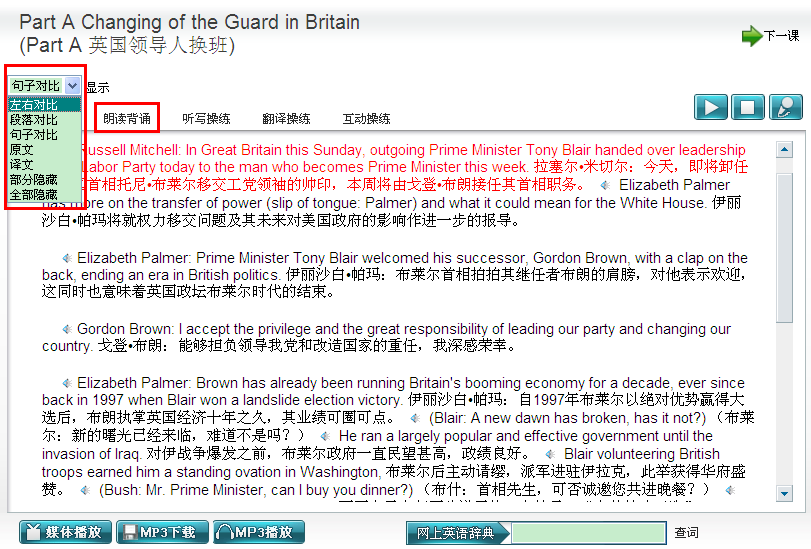 Part A Changing of the Guard in Britain
(Part A 英国领导人换班)
下一课
句子对比 显示
左右对比
段落对比
句子对比
原文
译文
部分隐藏
全部隐藏
朗读背诵 听写操练 翻译操练 互动操练
ussell Mitchell: In Great Britain this Sunday, outgoing Prime Minister Tony Blair handed over leadership
Labor Party today to the man who becomes Prime Minister this week. 拉塞尔•米切尔：今天，即将卸任
首相托尼•布莱尔移交工党领袖的帅印，本周将由戈登•布朗接任其首相职务。 Elizabeth Palmer
has more on the transfer of power (slip of tongue: Palmer) and what it could mean for the White House. 伊丽
沙白•帕玛将就权力移交问题及其未来对美国政府的影响作进一步的报导。
Elizabeth Palmer: Prime Minister Tony Blair welcomed his successor, Gordon Brown, with a clap on the
back, ending an era in British politics. 伊丽沙白•帕玛：布莱尔首相拍拍其继任者布朗的肩膀，对他表示欢迎，
这同时也意味着英国政坛布莱尔时代的结束。
Gordon Brown: I accept the privilege and the great responsibility of leading our party and changing our
country. 戈登•布朗：能够担负领导我党和改造国家的重任，我深感荣幸。
Elizabeth Palmer: Brown has already been running Britain's booming economy for a decade, ever since
back in 1997 when Blair won a landslide election victory. 伊丽沙白•帕玛：自1997年布莱尔以绝对优势赢得大
选后，布朗执掌英国经济十年之久，其业绩可圈可点。 (Blair: A new dawn has broken, has it not?)（布莱
尔：新的曙光已经来临，难道不是吗？） He ran a largely popular and effective government until the
invasion of Iraq. 对伊战争爆发之前，布莱尔政府一直民望甚高，政绩良好。 Blair volunteering British
troops earned him a standing ovation in Washington, 布莱尔后主动请缨，派军进驻伊拉克，此举获得华府盛
赞。 (Bush: Mr. Prime Minister, can I buy you dinner?)（布什：首相先生，可否诚邀您共进晚餐？）
媒体播放 MP3下载 MP3播放 网上英语辞典 查词